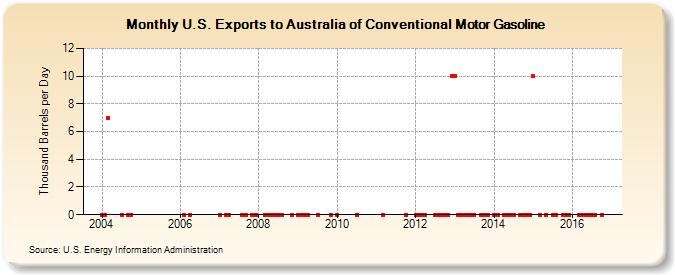 Monthly U.S. Exports to Australia of Conventional Motor Gasoline
Thousand Barrels per Day
12
10
8
6
4
2
0
2004 2006 2008 2010 2012 2014 2016
Source: U.S. Energy Information Administration